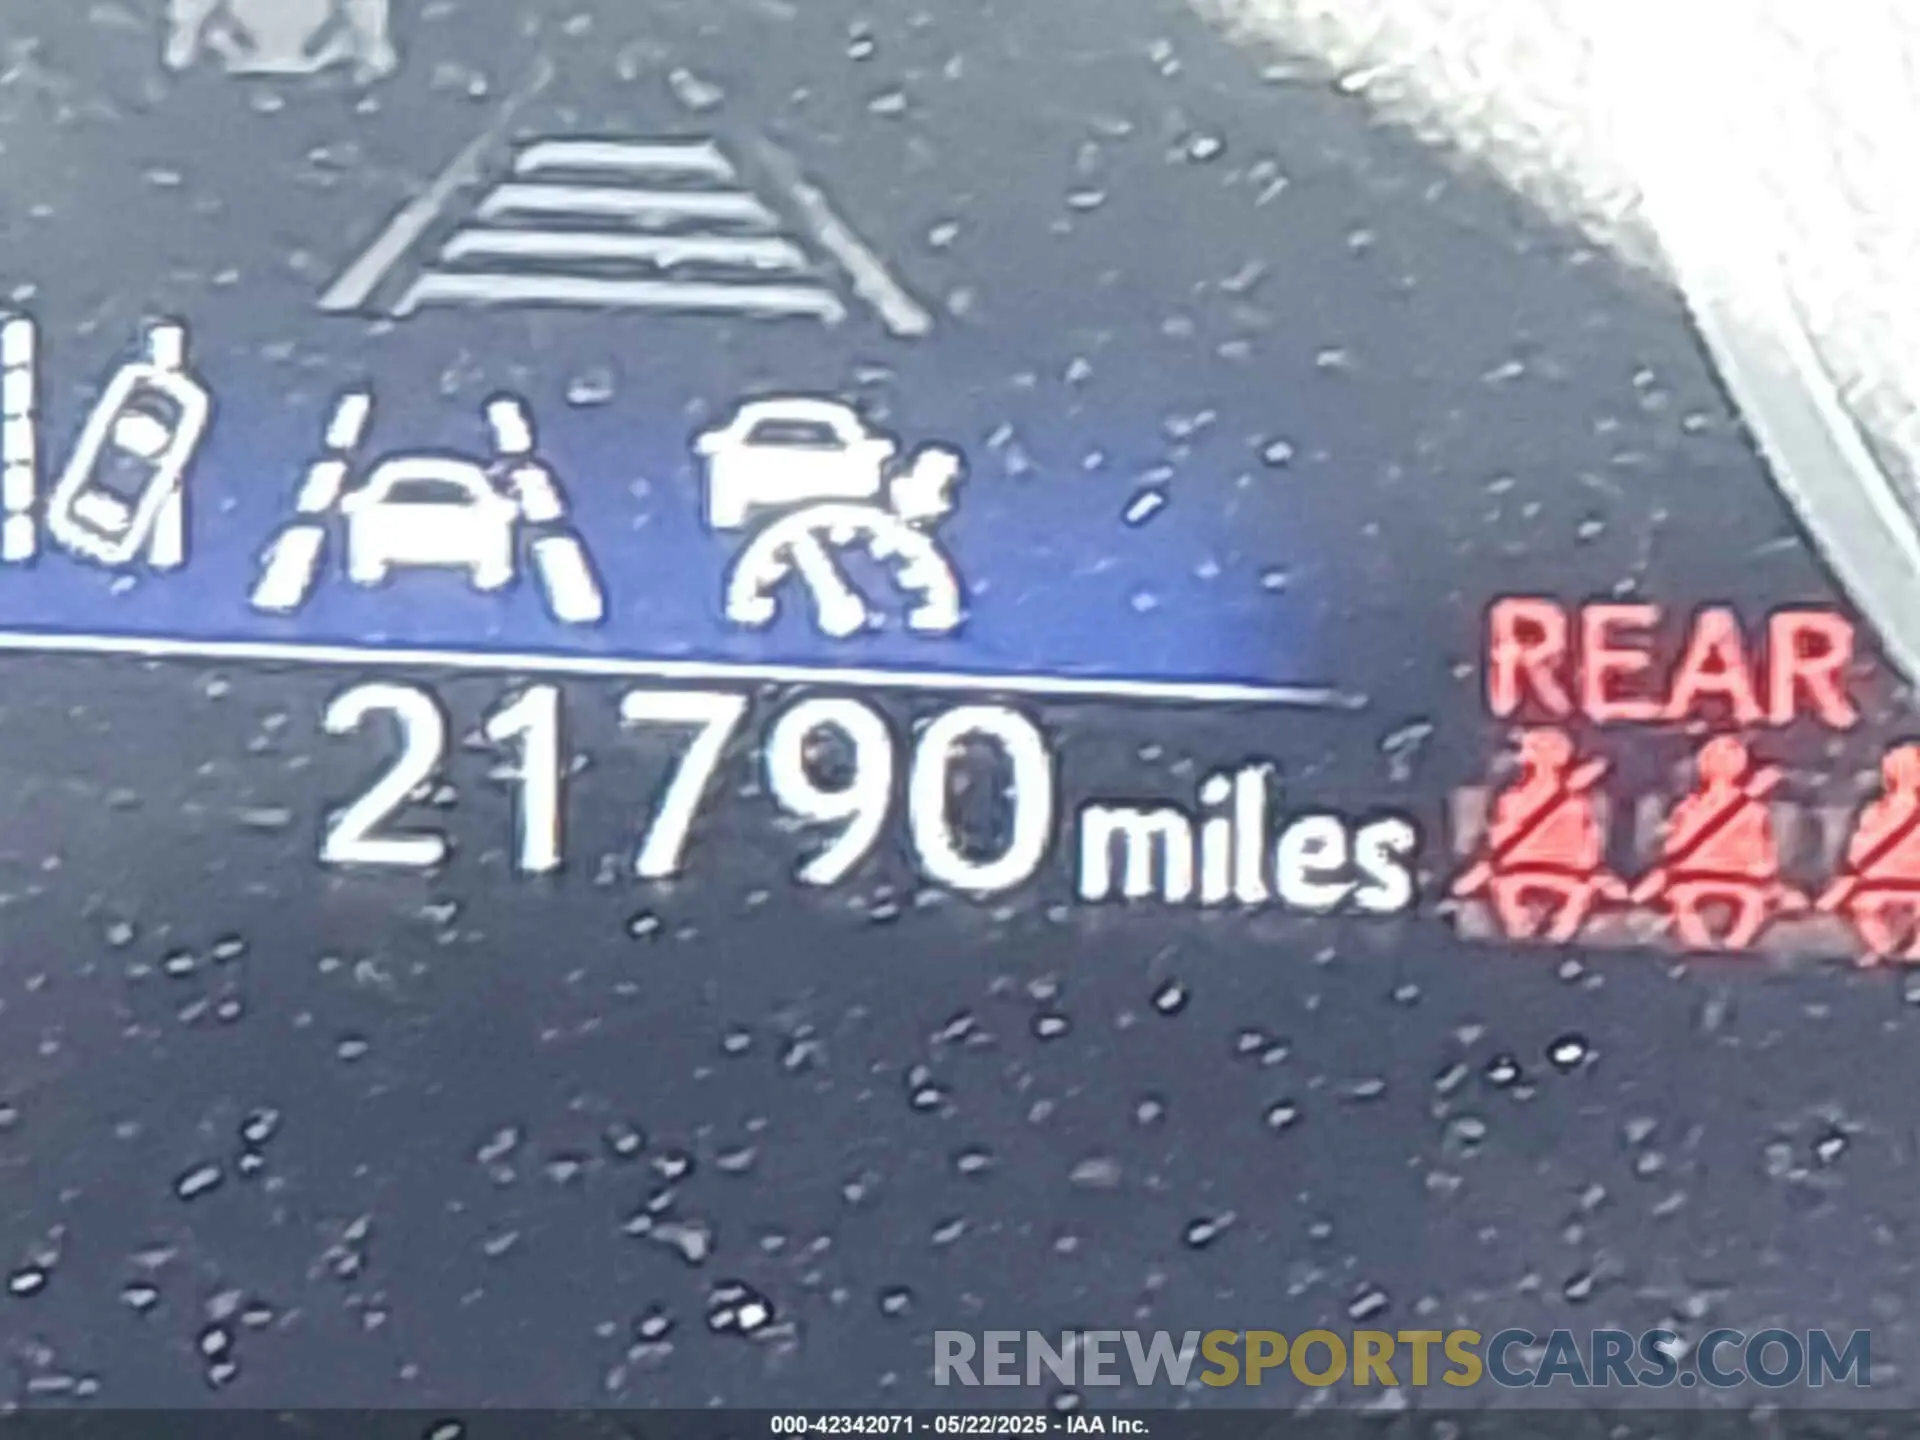 REAR
21790 miles
RENEWSPORTSCARS.COM
000-42342071 - 05/22/2025 - IAA Inc.